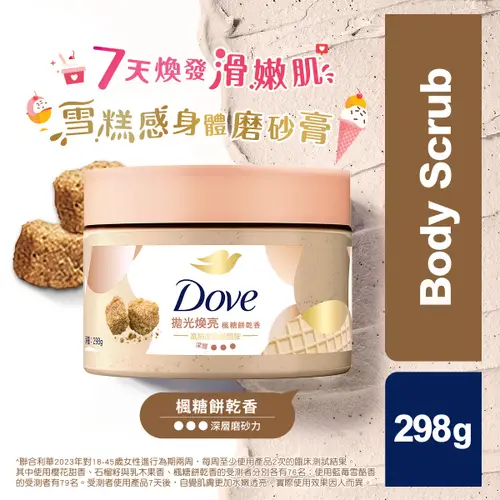 7天煥發滑嫩肌
雪糕感身體磨砂膏
Dove
拋光煥亮 楓糖餅乾香
深層
298g
楓糖餅乾香
深層磨砂力
Body Scrub
298g
^聯合利華2023年對18-45歲女性進行為期兩周，每周至少使用產品2次的臨床測試結果。
其中使用櫻花甜香、石榴籽與乳木果香、楓糖餅乾香的受測者分別各有76名；使用藍莓雪酪香
的受測者有79名。受測者使用產品7天後，自覺肌膚更加水嫩透亮，實際使用效果因人而異。